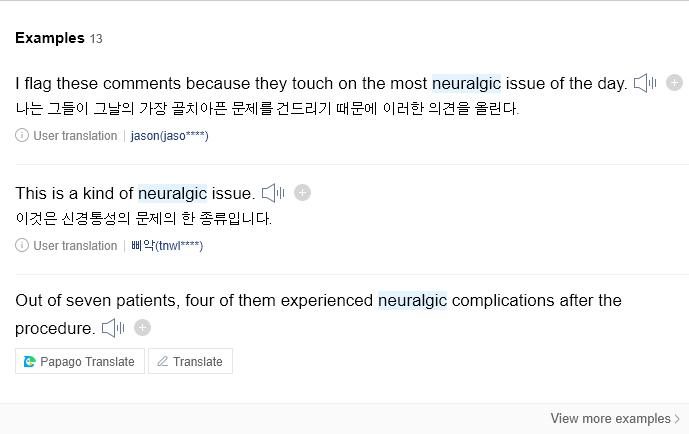 Examples 13
I flag these comments because they touch on the most neuralgic issue of the day.
나는 그들이 그날의 가장 골치아픈 문제를 건드리기 때문에 이러한 의견을 올린다.
User translation | jason(jaso****)
This is a kind of neuralgic issue.
이것은 신경통성의 문제의 한 종류입니다.
User translation | 삐약(tnwl****)
Out of seven patients, four of them experienced neuralgic complications after the
procedure.
Papago Translate Translate
View more examples